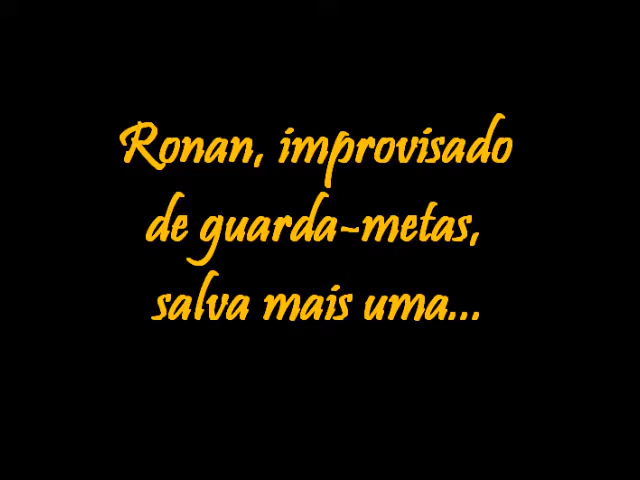 Ronan, improvisado
de guarda-metas,
salva mais uma...